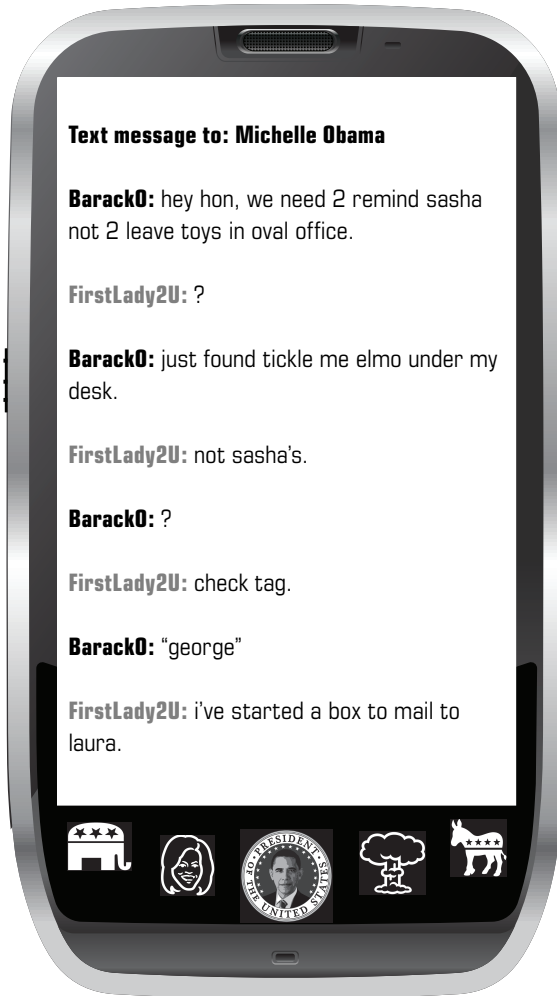 Text message to: Michelle Obama
BarackO: hey hon, we need 2 remind sasha
not 2 leave toys in oval office.
FirstLady2U: ?
BarackO: just found tickle me elmo under my
desk.
FirstLady2U: not sasha’s.
BarackO: ?
FirstLady2U: check tag.
BarackO: “george”
FirstLady2U: i’ve started a box to mail to
laura.
PRESIDENT OF THE UNITED STATES